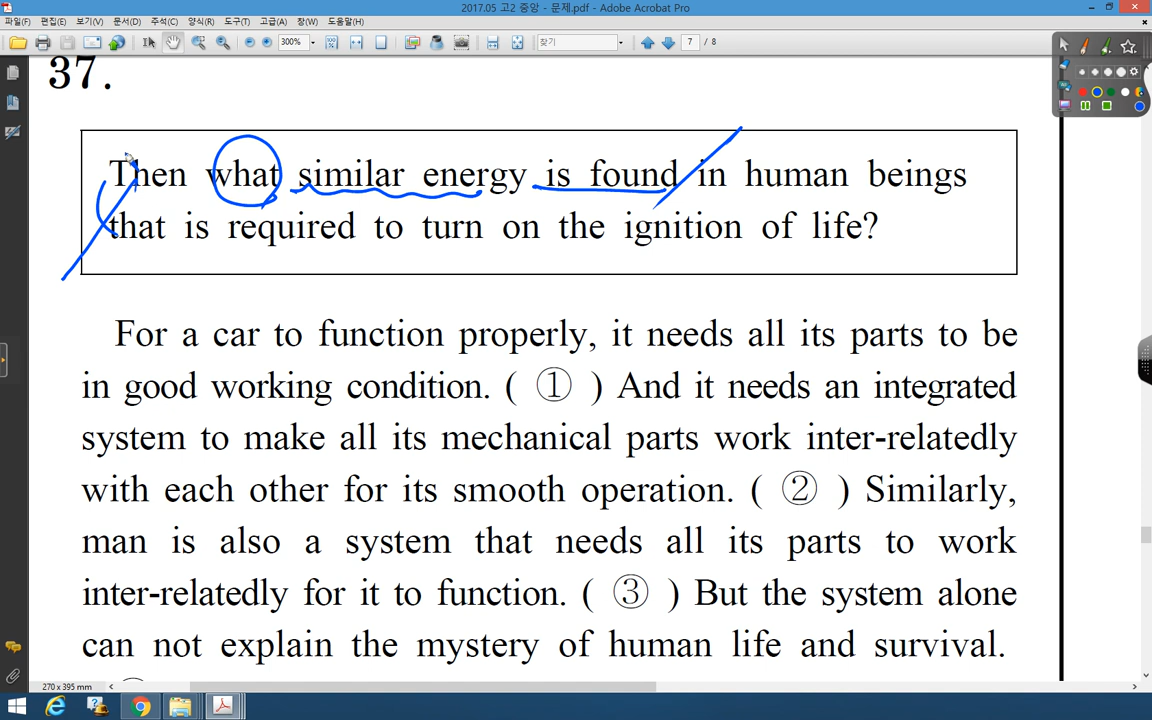 2017.05 고2 중앙 - 문제.pdf - Adobe Acrobat Pro
파일(F) 편집(E) 보기(V) 문서(D) 주석(C) 양식(R) 도구(T) 고급(A) 창(W) 도움말(H)
300% 찾기 7 / 8
37.
Then what similar energy is found in human beings
that is required to turn on the ignition of life?
For a car to function properly, it needs all its parts to be
in good working condition. ( ① ) And it needs an integrated
system to make all its mechanical parts work inter-relatedly
with each other for its smooth operation. ( ② ) Similarly,
man is also a system that needs all its parts to work
inter-relatedly for it to function. ( ③ ) But the system alone
can not explain the mystery of human life and survival.
270 x 395 mm